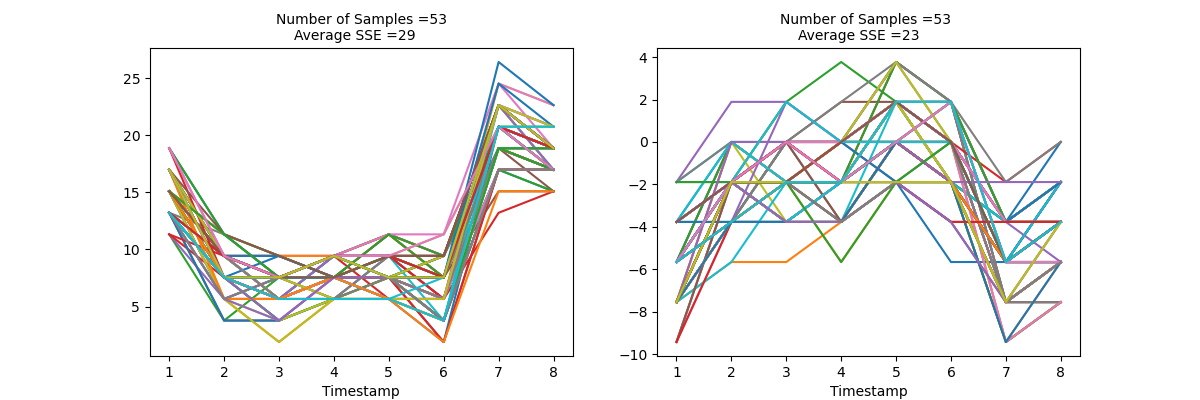 Number of Samples =53
Average SSE =29
25
20
15
10
5
1 2 3 4 5 6 7 8
Timestamp
Number of Samples =53
Average SSE =23
4
2
0
−2
−4
−6
−8
−10
1 2 3 4 5 6 7 8
Timestamp